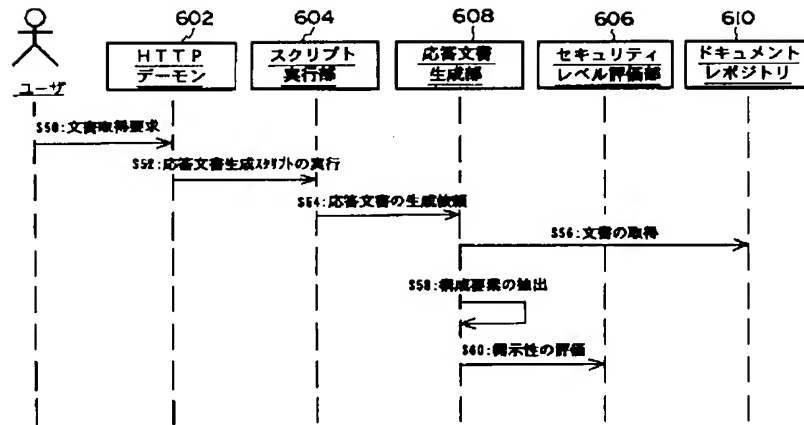 602
604
608
606
610
HTTP
デーモン
スクリプト
実行部
応答文書
生成部
セキュリティ
レベル評価部
ドキュメント
レポジトリ
ユーザ
S50:文書取得要求
S52:応答文書生成スクリプトの実行
S54:応答文書の生成依頼
S56:文書の取得
S58:構成要素の抽出
S60:開示性の評価